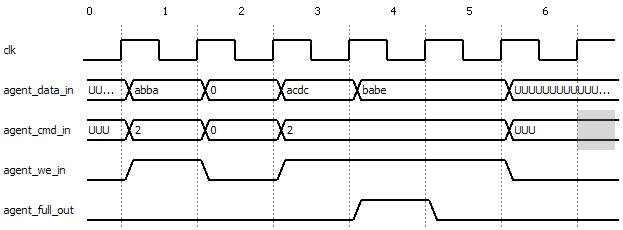 0 1 2 3 4 5 6
clk
agent_data_in UU... abba 0 acdc babe UUUUUUUUUUUU...
agent_cmd_in UUU 2 0 2 UUU
agent_we_in
agent_full_out